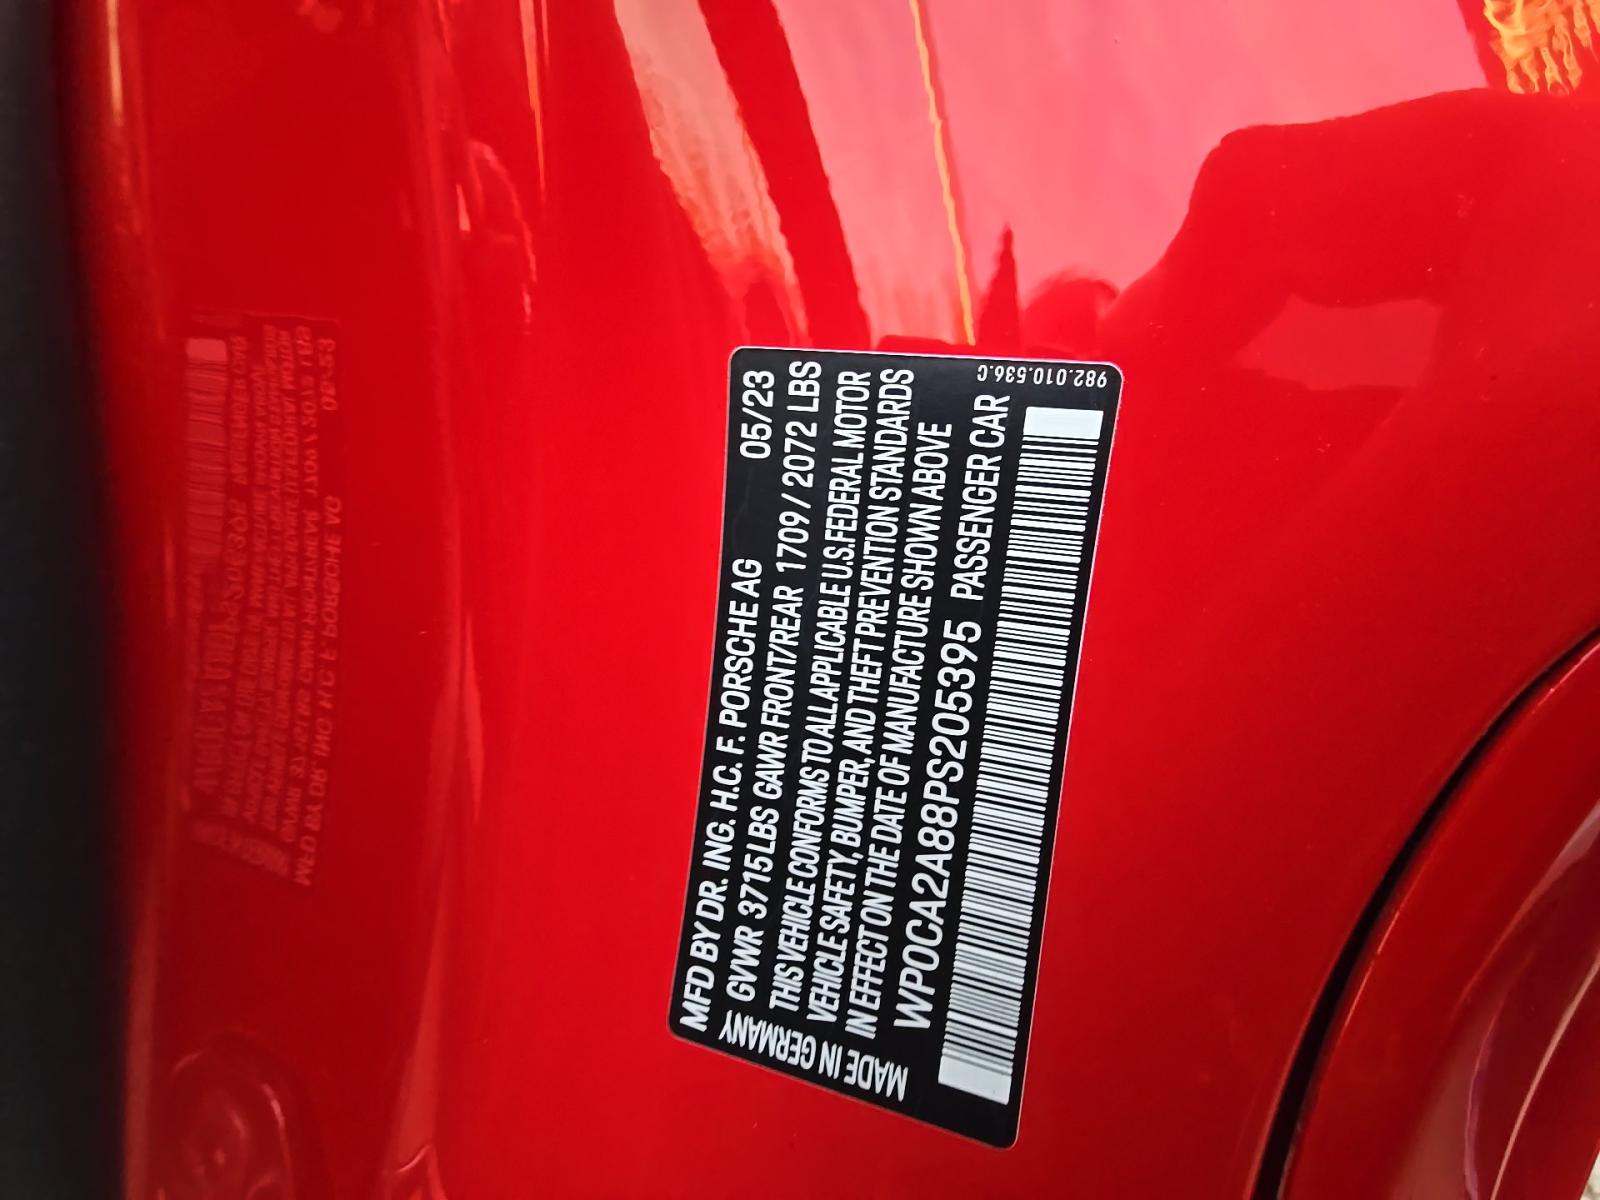 MFD BY DR. ING. H.C. F. PORSCHE AG 05/23
GVWR 3715 LBS GAWR FRONT/REAR 1709 / 2072 LBS
THIS VEHICLE CONFORMS TO ALL APPLICABLE U.S. FEDERAL MOTOR
VEHICLE SAFETY, BUMPER, AND THEFT PREVENTION STANDARDS
IN EFFECT ON THE DATE OF MANUFACTURE SHOWN ABOVE
WP0CA2A88PS205395 PASSENGER CAR
MADE IN GERMANY
982.010.536.C